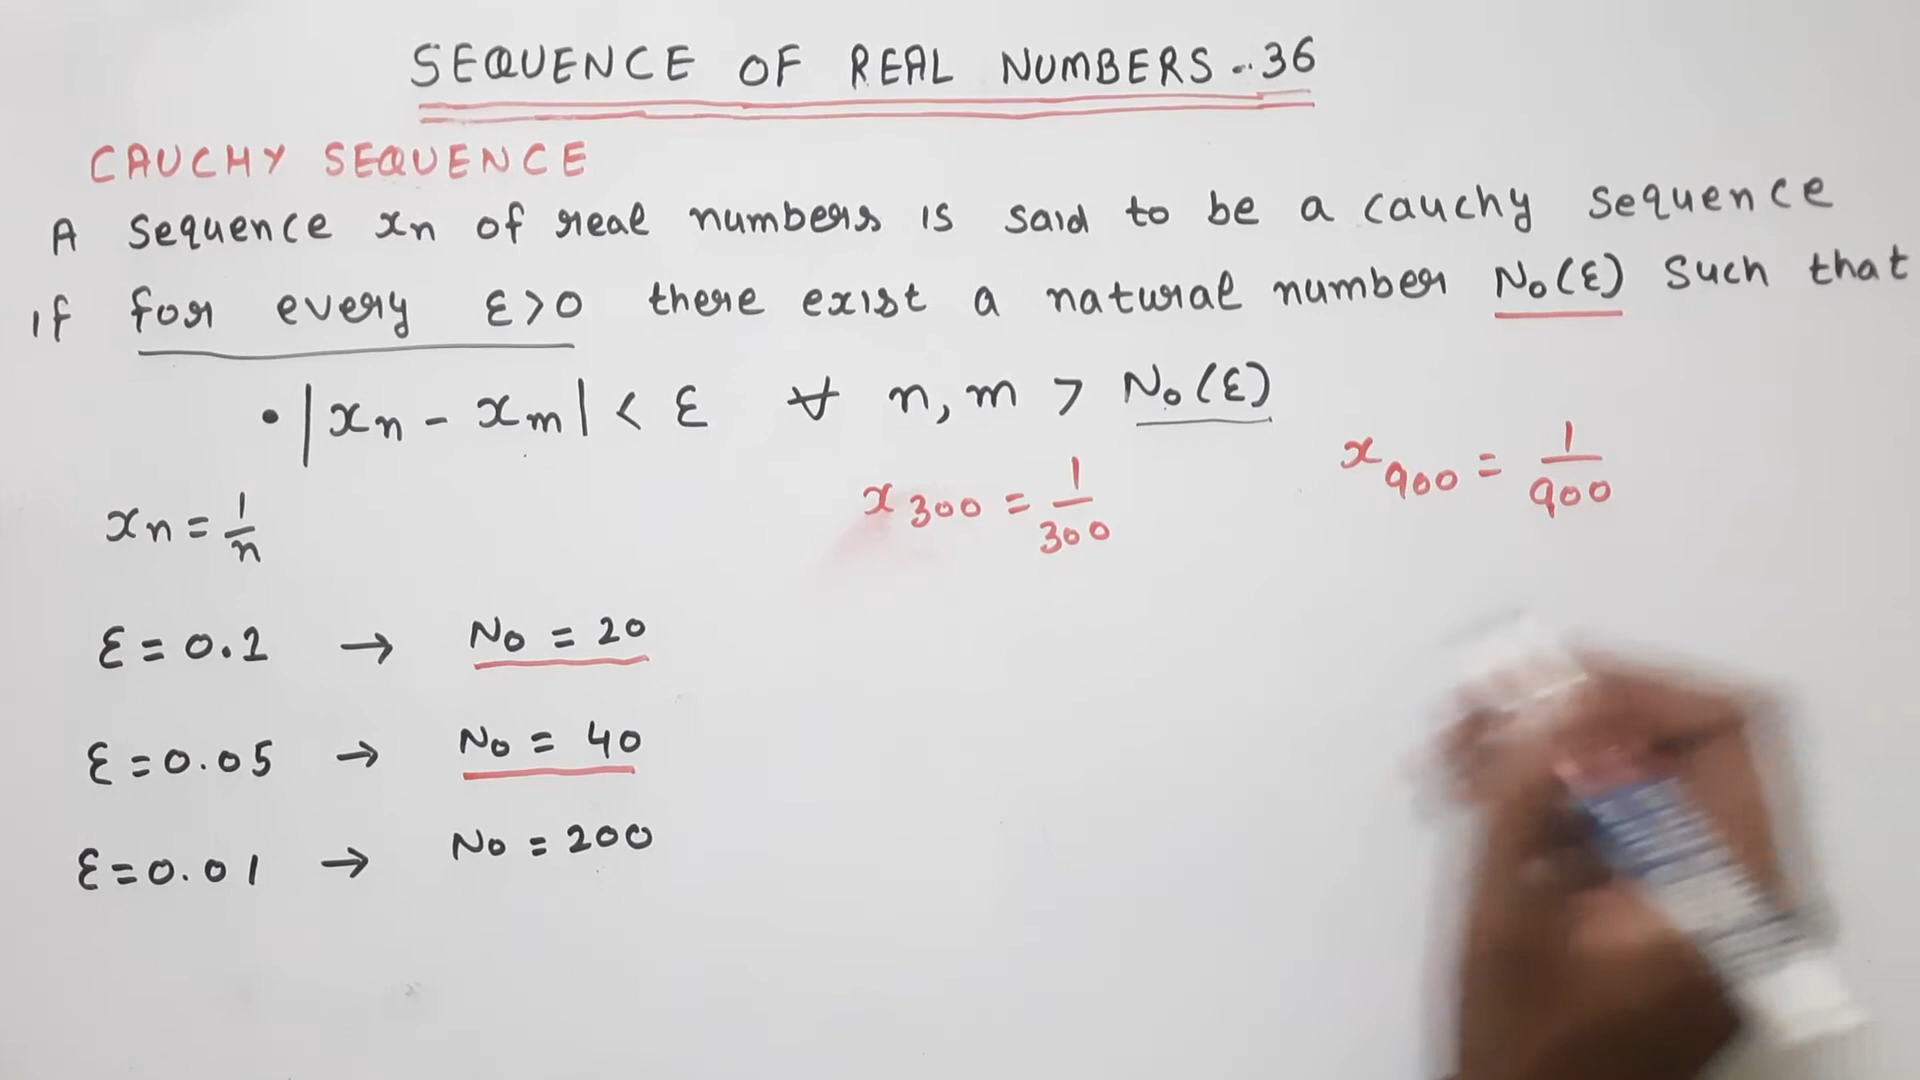 SEQUENCE OF REAL NUMBERS - 36
CAUCHY SEQUENCE
A sequence xn of real numbers is said to be a cauchy sequence
if for every ε>0 there exist a natural number N₀(ε) such that
• |xn - xm| < ε ∀ n, m > N₀(ε)
xn = 1/n
x300 = 1/300
x900 = 1/900
ε = 0.1 → N₀ = 20
ε = 0.05 → N₀ = 40
ε = 0.01 → N₀ = 200